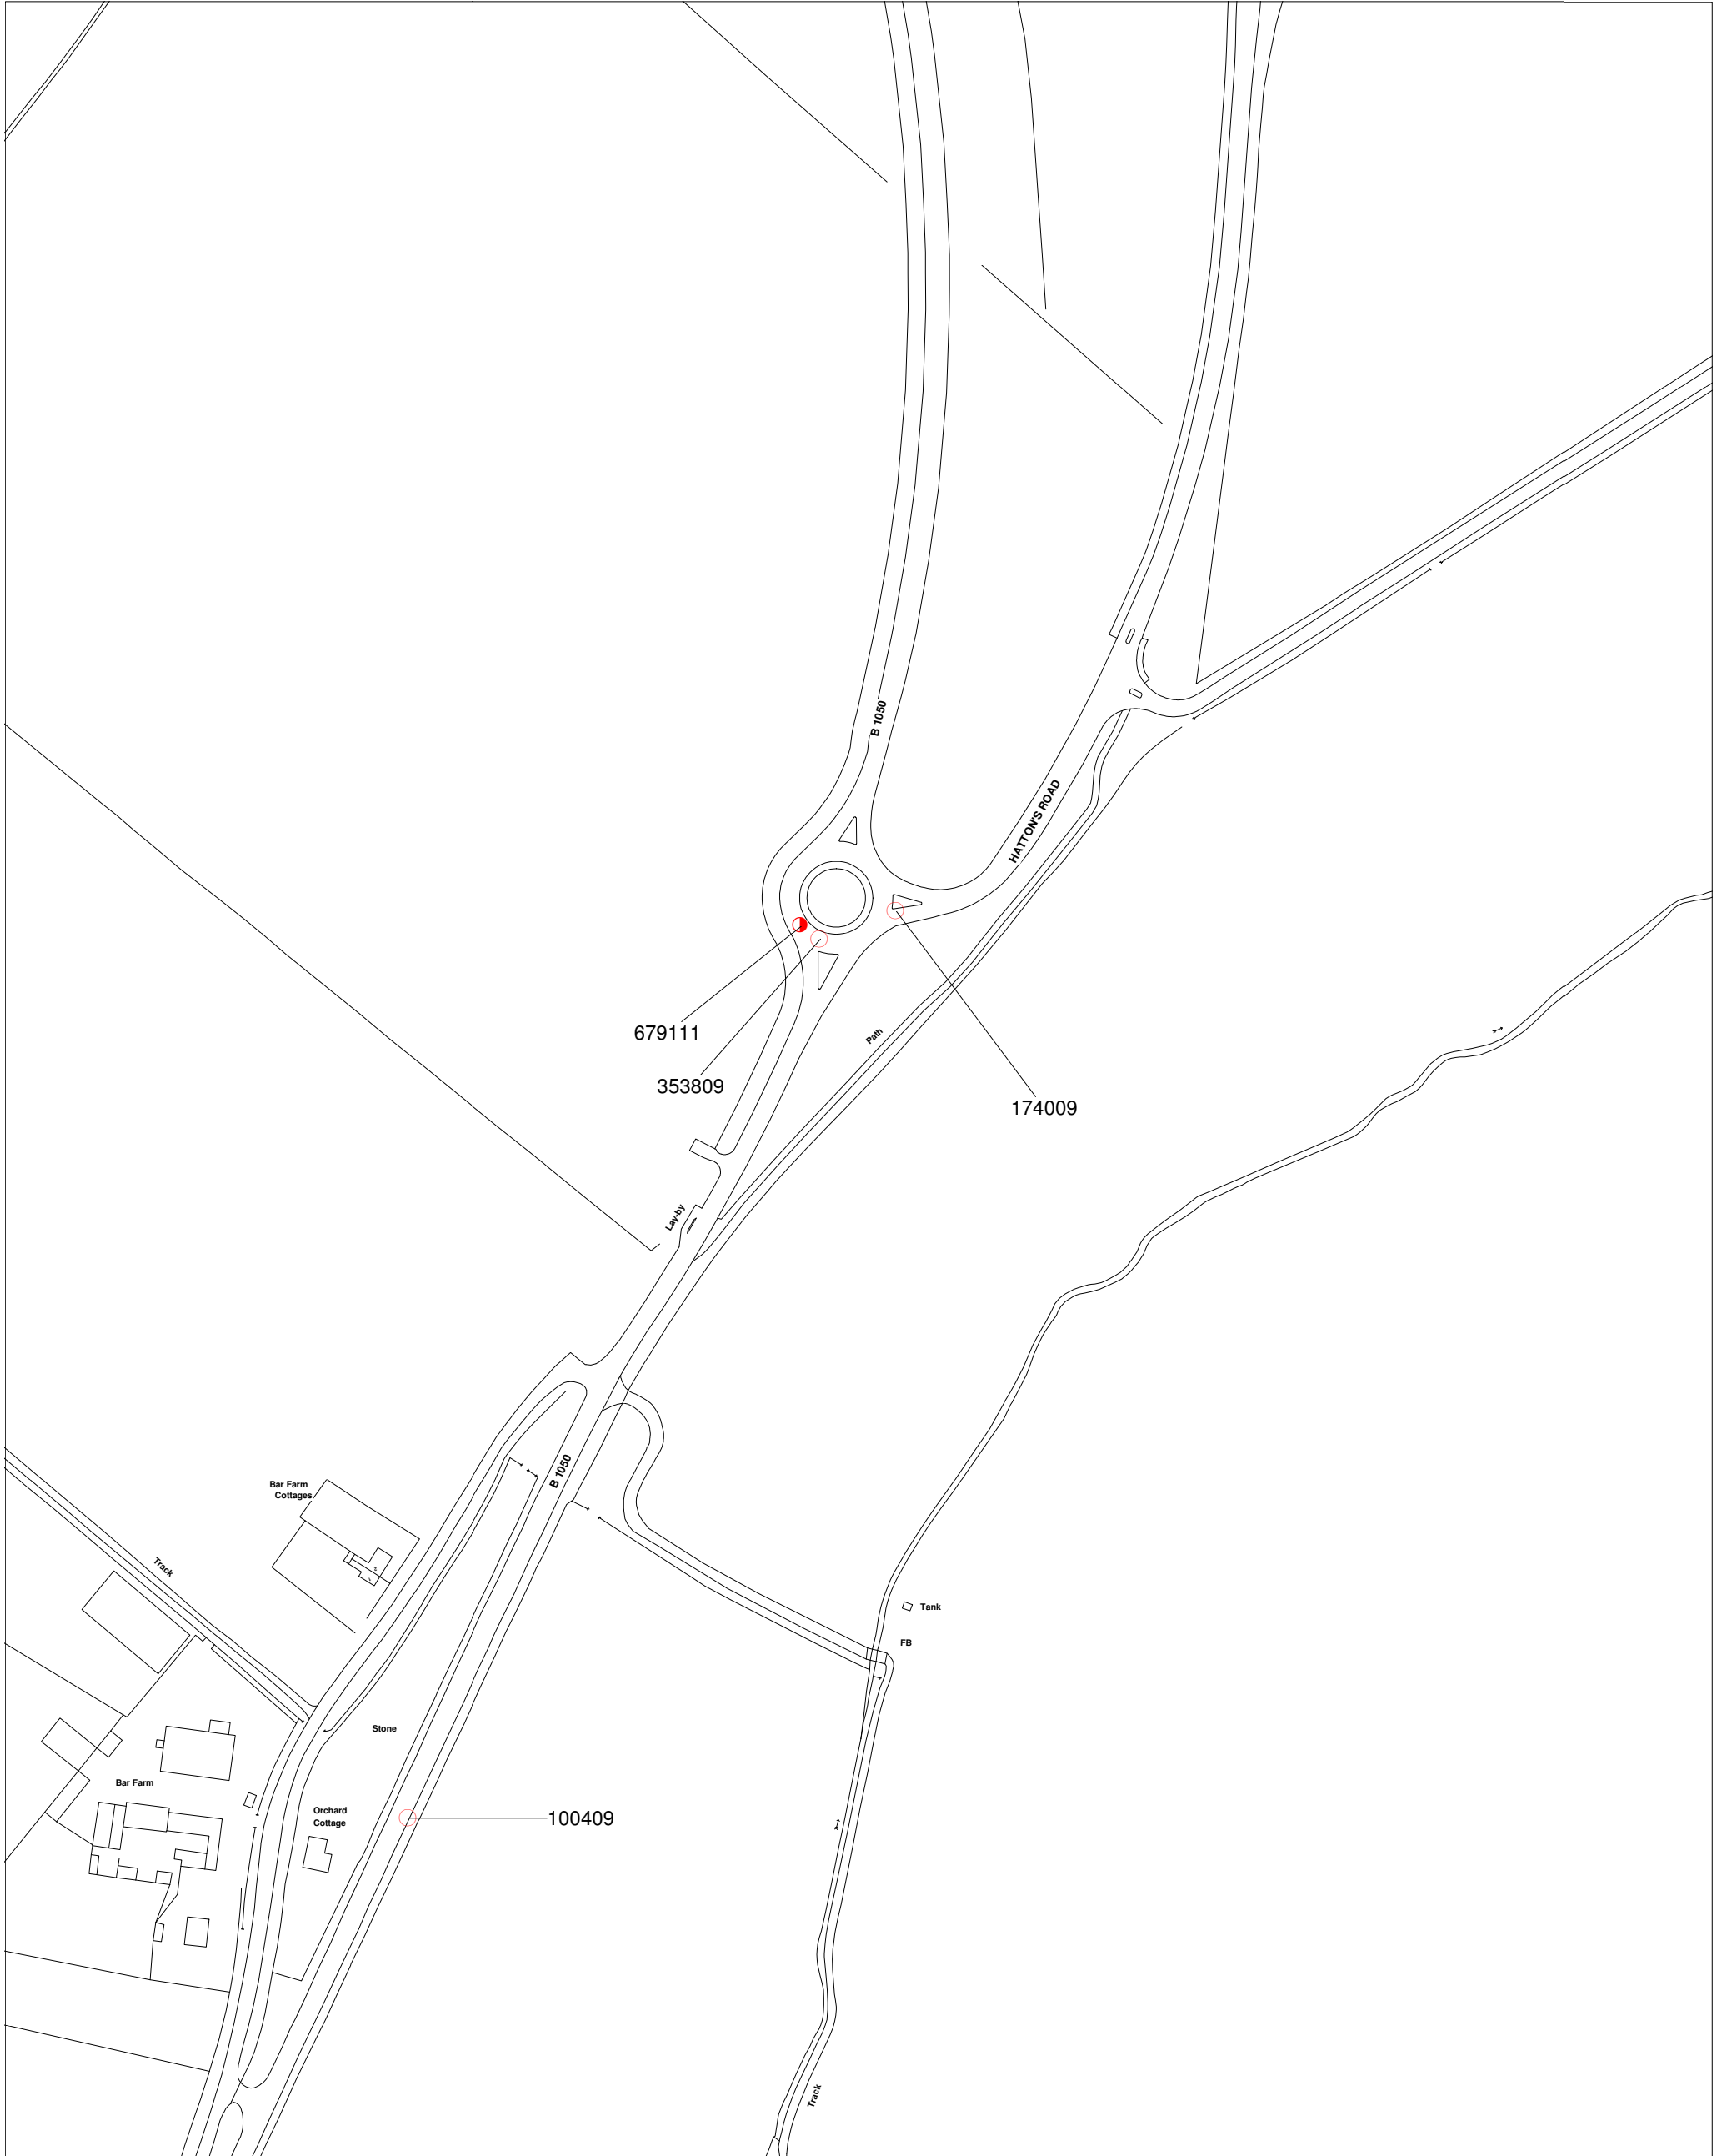 B 1050
HATTON'S ROAD
679111
353809
174009
Path
Lay-by
B 1050
Bar Farm
Cottages
Track
Tank
FB
Stone
Bar Farm
Orchard
Cottage
100409
Track